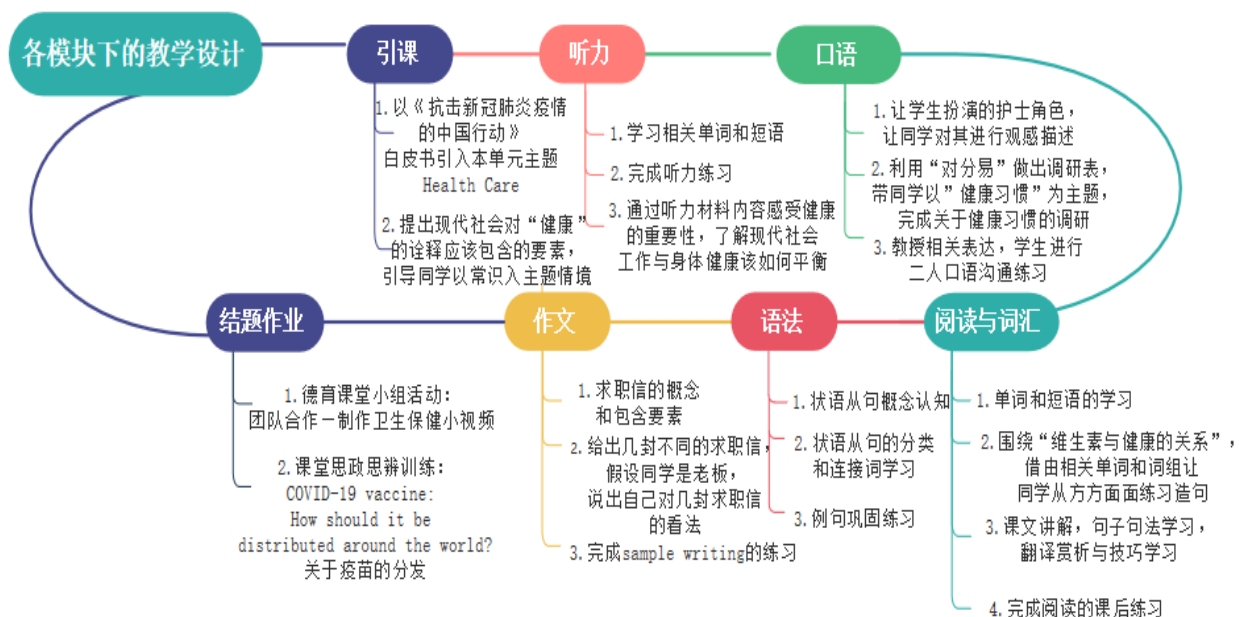 各模块下的教学设计
引课
1.以《抗击新冠肺炎疫情
的中国行动》
白皮书引入本单元主题
Health Care
2.提出现代社会对“健康”
的诠释应该包含的要素，
引导同学以常识入主题情境
听力
1.学习相关单词和短语
2.完成听力练习
3.通过听力材料内容感受健康
的重要性，了解现代社会
工作与身体健康该如何平衡
口语
1.让学生扮演的护士角色，
让同学对其进行观感描述
2.利用“对分易”做出调研表，
带同学以”健康习惯”为主题，
完成关于健康习惯的调研
3.教授相关表达，学生进行
二人口语沟通练习
阅读与词汇
1.单词和短语的学习
2.围绕“维生素与健康的关系”，
借由相关单词和词组让
同学从方方面面练习造句
3.课文讲解，句子句法学习，
翻译赏析与技巧学习
4.完成阅读的课后练习
语法
1.状语从句概念认知
2.状语从句的分类
和连接词学习
3.例句巩固练习
作文
1.求职信的概念
和包含要素
2.给出几封不同的求职信，
假设同学是老板，
说出自己对几封求职信
的看法
3.完成sample writing的练习
结题作业
1.德育课堂小组活动：
团队合作—制作卫生保健小视频
2.课堂思政思辨训练：
COVID-19 vaccine:
How should it be
distributed around the world?
关于疫苗的分发